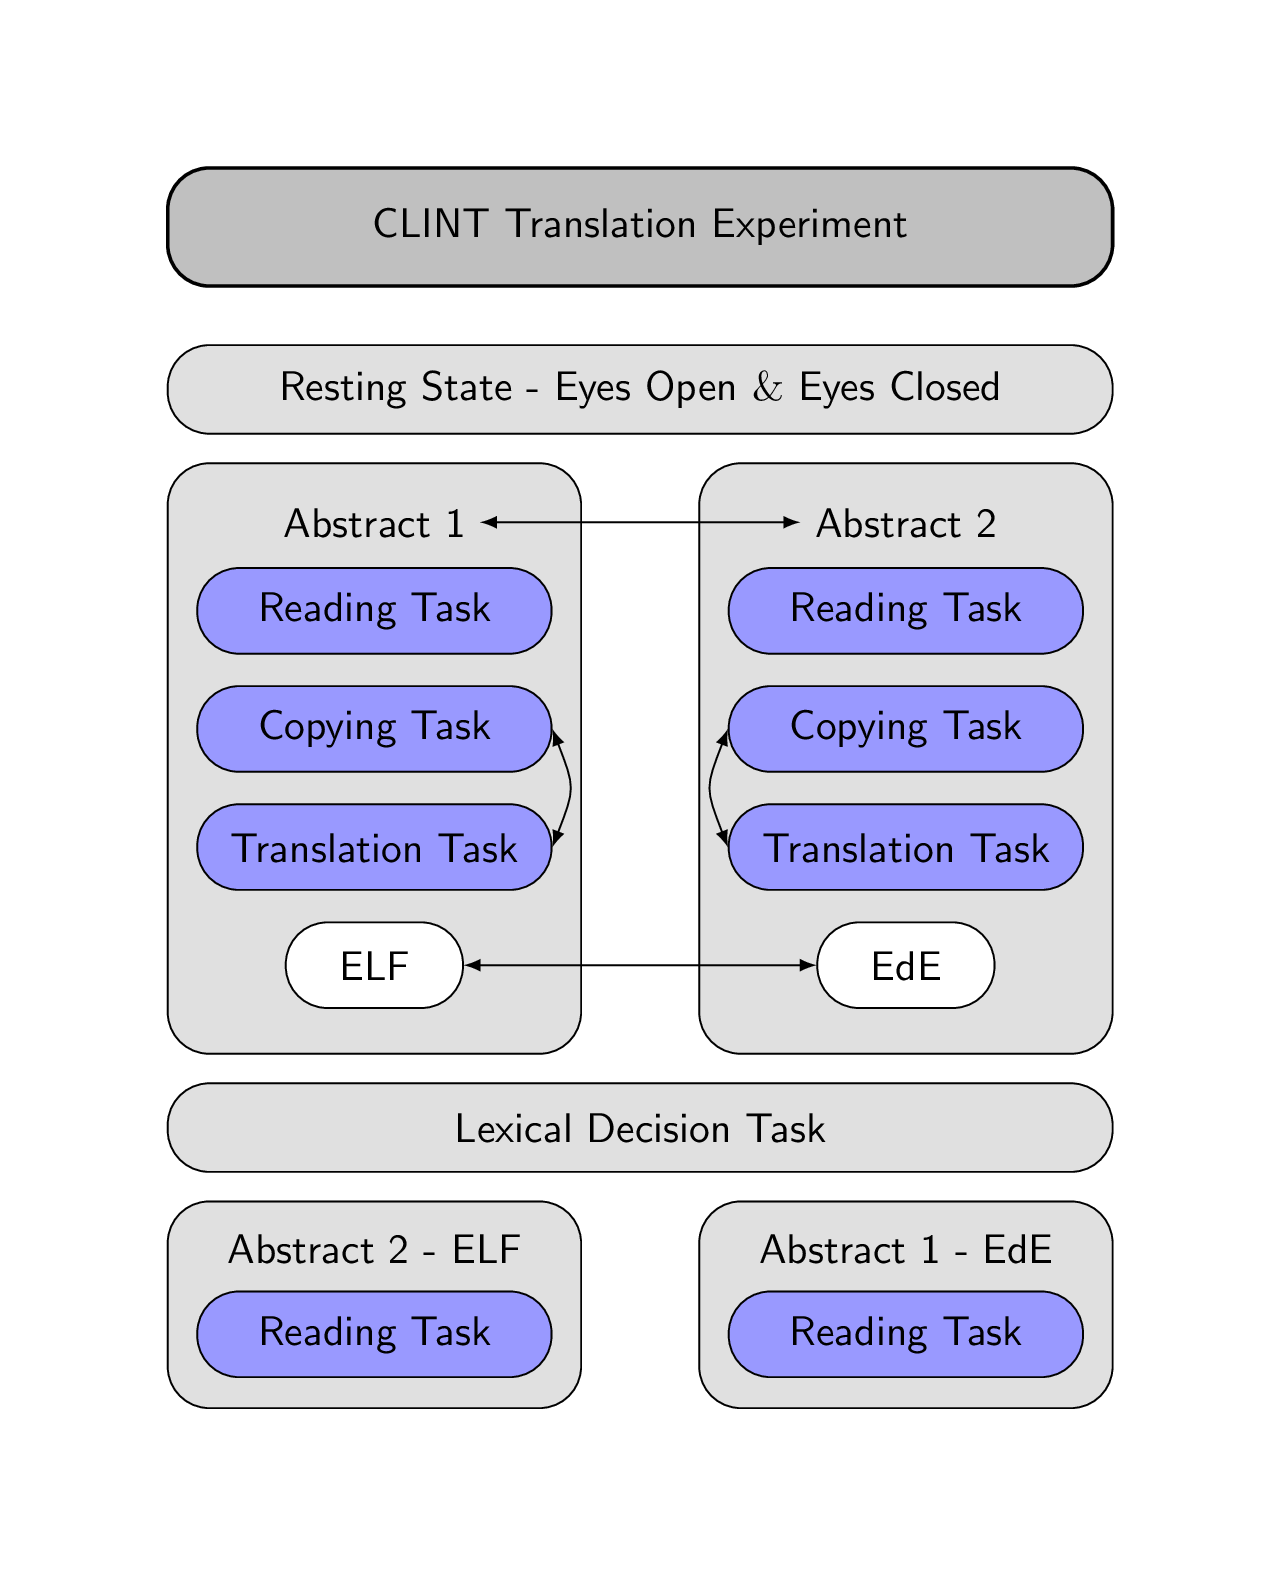 CLINT Translation Experiment
Resting State - Eyes Open & Eyes Closed
Abstract 1
Reading Task
Copying Task
Translation Task
ELF
Abstract 2
Reading Task
Copying Task
Translation Task
EdE
Lexical Decision Task
Abstract 2 - ELF
Reading Task
Abstract 1 - EdE
Reading Task